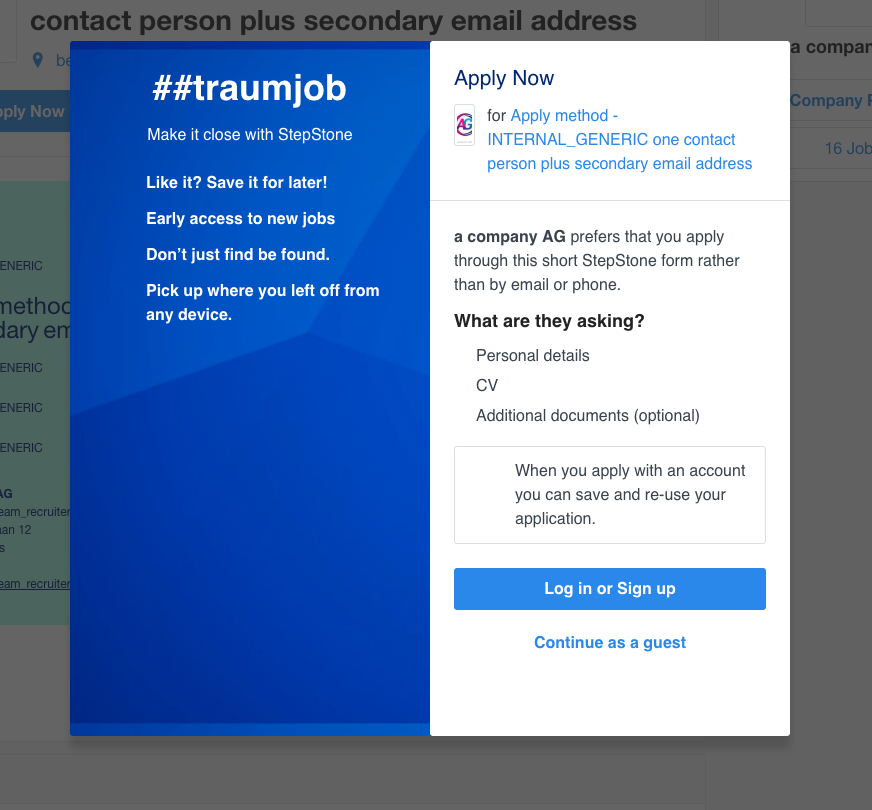 contact person plus secondary email address
be
a compan
pply Now
Company P
16 Job
ENERIC
method
dary em
ENERIC
ENERIC
ENERIC
AG
eam_recruiter
aan 12
s
eam_recruiter
##traumjob
Make it close with StepStone
Like it? Save it for later!
Early access to new jobs
Don’t just find be found.
Pick up where you left off from
any device.
Apply Now
AG
for Apply method -
INTERNAL_GENERIC one contact
person plus secondary email address
a company AG prefers that you apply
through this short StepStone form rather
than by email or phone.
What are they asking?
Personal details
CV
Additional documents (optional)
When you apply with an account
you can save and re-use your
application.
Log in or Sign up
Continue as a guest